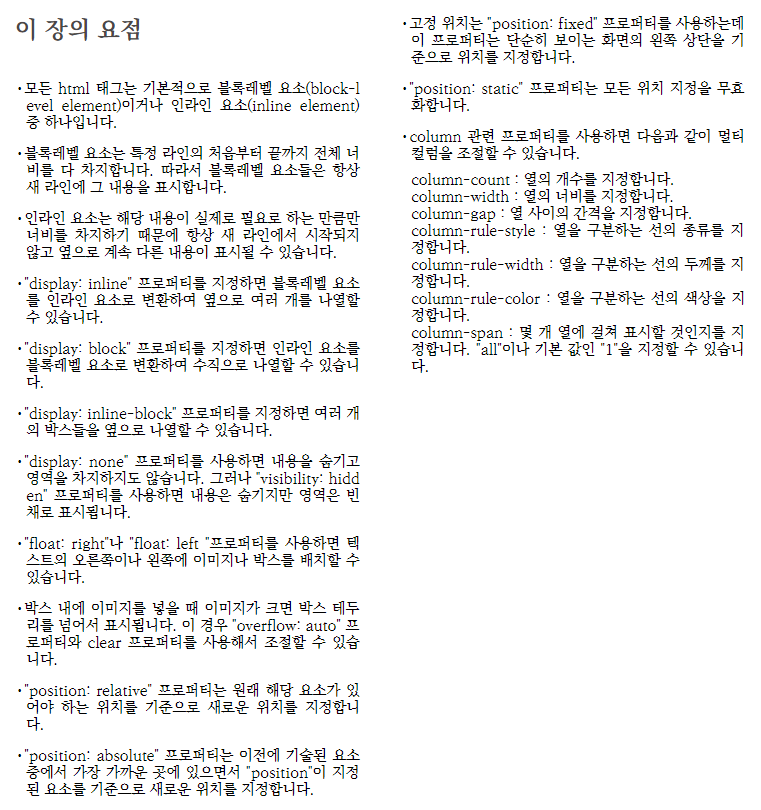 이 장의 요점
·모든 html 태그는 기본적으로 블록레벨 요소(block-l
evel element)이거나 인라인 요소(inline element)
중 하나입니다.
·블록레벨 요소는 특정 라인의 처음부터 끝까지 전체 너
비를 다 차지합니다. 따라서 블록레벨 요소들은 항상
새 라인에 그 내용을 표시합니다.
·인라인 요소는 해당 내용이 실제로 필요로 하는 만큼만
너비를 차지하기 때문에 항상 새 라인에서 시작되지
않고 옆으로 계속 다른 내용이 표시될 수 있습니다.
·"display: inline" 프로퍼티를 지정하면 블록레벨 요소
를 인라인 요소로 변환하여 옆으로 여러 개를 나열할
수 있습니다.
·"display: block" 프로퍼티를 지정하면 인라인 요소를
블록레벨 요소로 변환하여 수직으로 나열할 수 있습니
다.
·"display: inline-block" 프로퍼티를 지정하면 여러 개
의 박스들을 옆으로 나열할 수 있습니다.
·"display: none" 프로퍼티를 사용하면 내용을 숨기고
영역을 차지하지도 않습니다. 그러나 "visibility: hidd
en" 프로퍼티를 사용하면 내용은 숨기지만 영역은 빈
채로 표시됩니다.
·"float: right"나 "float: left "프로퍼티를 사용하면 텍
스트의 오른쪽이나 왼쪽에 이미지나 박스를 배치할 수
있습니다.
·박스 내에 이미지를 넣을 때 이미지가 크면 박스 테두
리를 넘어서 표시됩니다. 이 경우 "overflow: auto" 프
로퍼티와 clear 프로퍼티를 사용해서 조절할 수 있습
니다.
·"position: relative" 프로퍼티는 원래 해당 요소가 있
어야 하는 위치를 기준으로 새로운 위치를 지정합니
다.
·"position: absolute" 프로퍼티는 이전에 기술된 요소
중에서 가장 가까운 곳에 있으면서 "position"이 지정
된 요소를 기준으로 새로운 위치를 지정합니다.
·고정 위치는 "position: fixed" 프로퍼티를 사용하는데
이 프로퍼티는 단순히 보이는 화면의 왼쪽 상단을 기
준으로 위치를 지정합니다.
·"position: static" 프로퍼티는 모든 위치 지정을 무효
화합니다.
·column 관련 프로퍼티를 사용하면 다음과 같이 멀티
컬럼을 조절할 수 있습니다.
column-count : 열의 개수를 지정합니다.
column-width : 열의 너비를 지정합니다.
column-gap : 열 사이의 간격을 지정합니다.
column-rule-style : 열을 구분하는 선의 종류를 지
정합니다.
column-rule-width : 열을 구분하는 선의 두께를 지
정합니다.
column-rule-color : 열을 구분하는 선의 색상을 지
정합니다.
column-span : 몇 개 열에 걸쳐 표시할 것인지를 지
정합니다. "all"이나 기본 값인 "1"을 지정할 수 있습니
다.